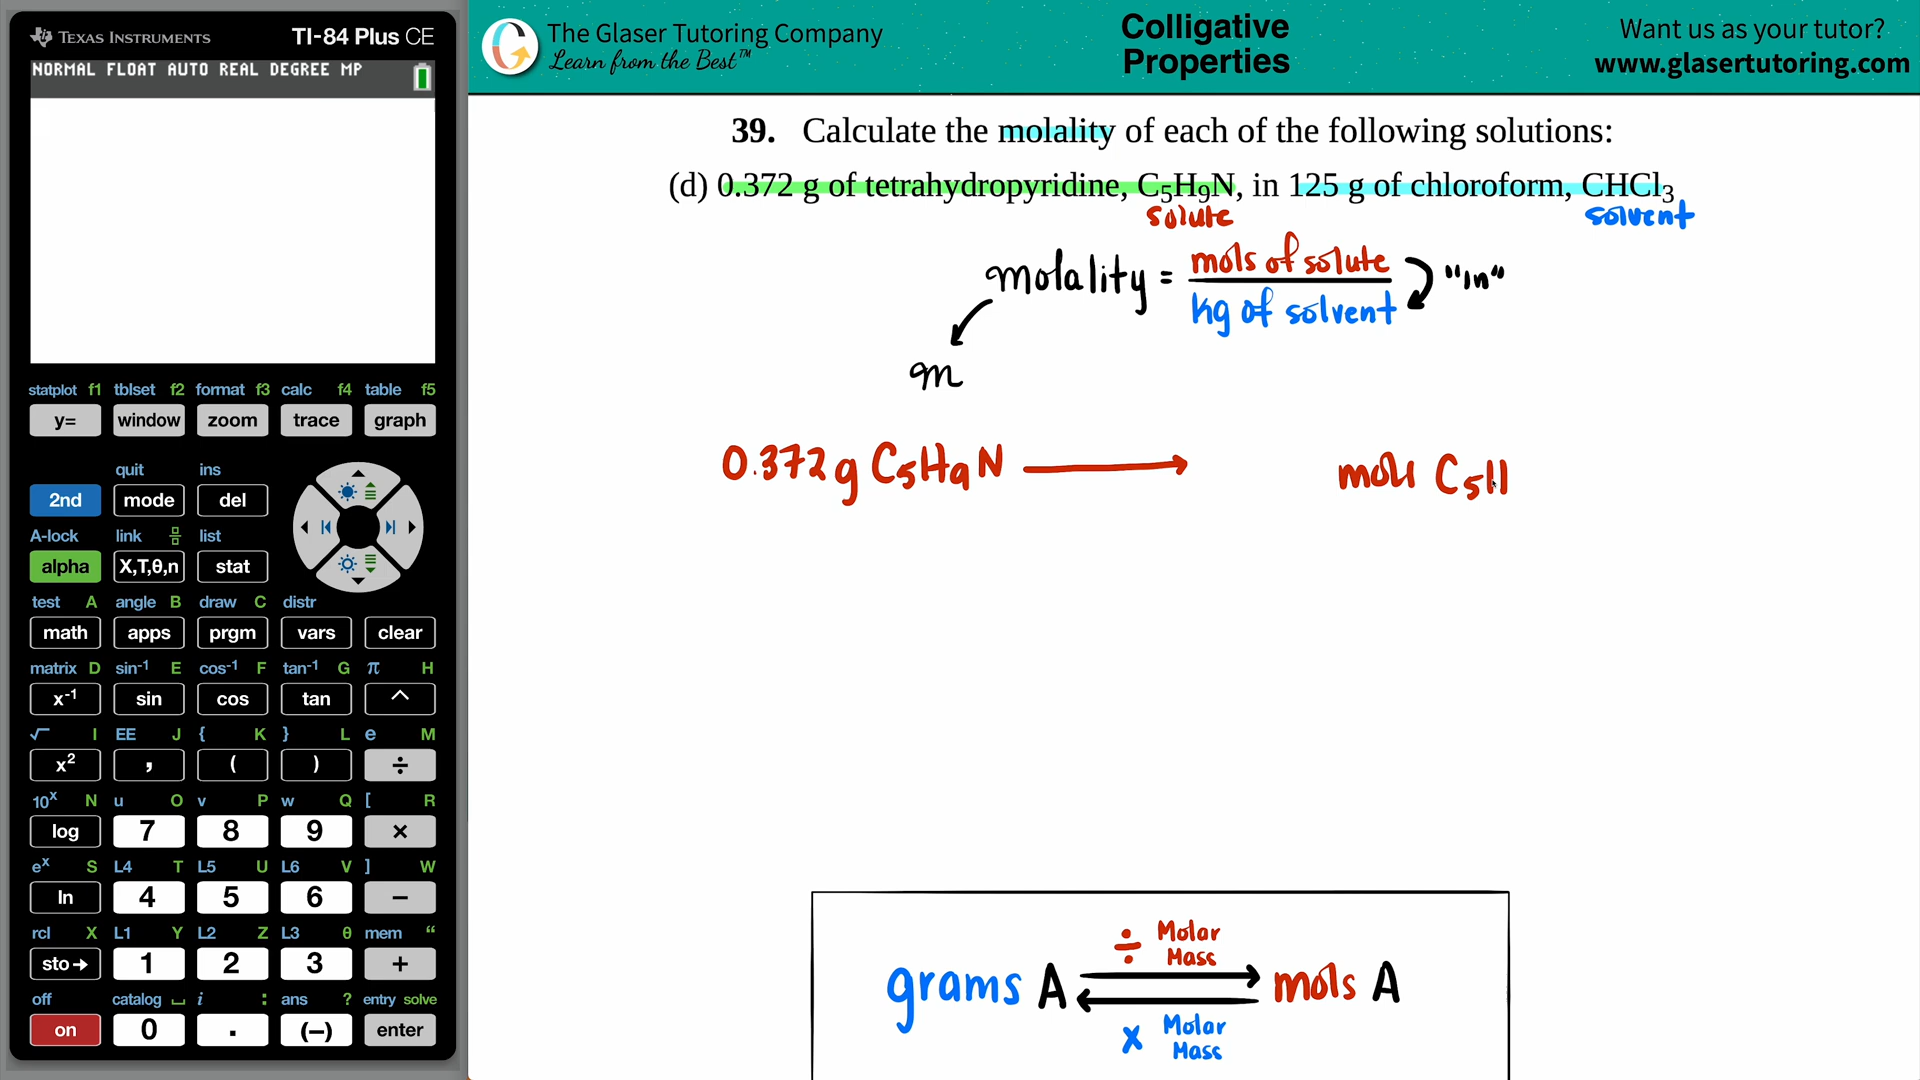 TEXAS INSTRUMENTS TI-84 Plus CE
NORMAL FLOAT AUTO REAL DEGREE MP
statplot f1 tblset f2 format f3 calc f4 table f5
y= window zoom trace graph
quit ins
2nd mode del
A-lock link list
alpha X,T,θ,n stat
test A angle B draw C distr
math apps prgm vars clear
matrix D sin⁻¹ E cos⁻¹ F tan⁻¹ G π H
x⁻¹ sin cos tan ^
√ I EE J { K } L e M
x² , ( ) ÷
10ˣ N u O v P w Q [ R
log 7 8 9 ×
eˣ S L4 T L5 U L6 V ] W
ln 4 5 6 −
rcl X L1 Y L2 Z L3 θ mem “
sto→ 1 2 3 +
off catalog ⎵ i : ans ? entry solve
on 0 . (−) enter
The Glaser Tutoring Company
Learn from the Best™
Colligative
Properties
Want us as your tutor?
www.glasertutoring.com
39. Calculate the molality of each of the following solutions:
(d) 0.372 g of tetrahydropyridine, C₅H₉N, in 125 g of chloroform, CHCl₃
solute solvent
molality = mols of solute "in"
kg of solvent
m
0.372g C₅H₉N → mols C₅H
÷ Molar
Mass
grams A mols A
x Molar
Mass